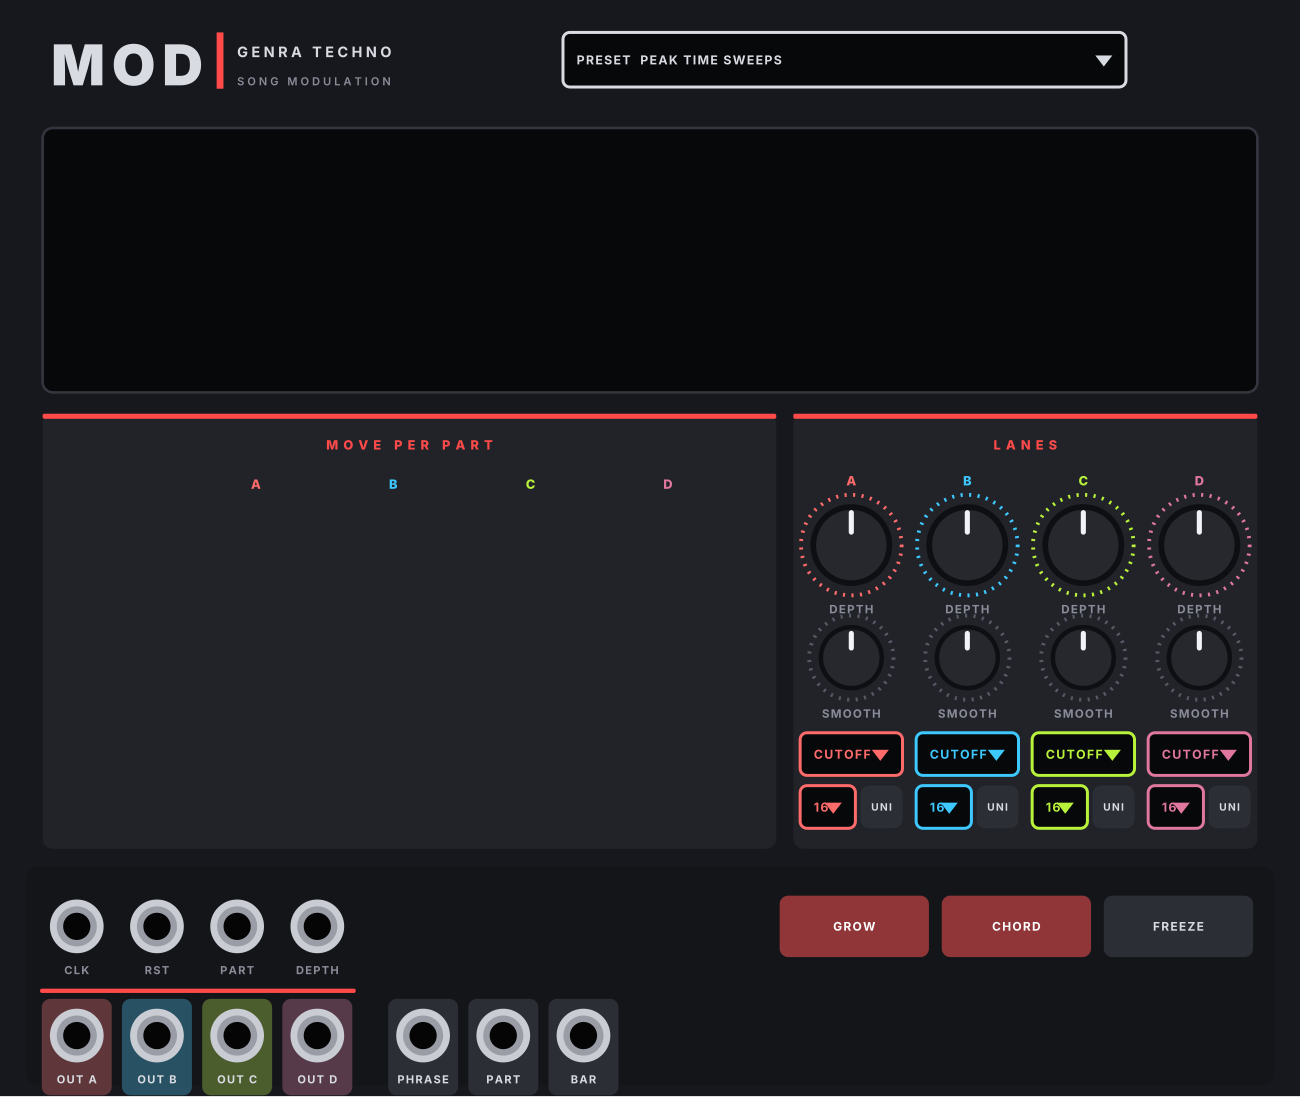 MOD
GENRA TECHNO
SONG MODULATION
PRESET PEAK TIME SWEEPS
MOVE PER PART
A B C D
LANES
A B C D
DEPTH DEPTH DEPTH DEPTH
SMOOTH SMOOTH SMOOTH SMOOTH
CUTOFF CUTOFF CUTOFF CUTOFF
16 UNI 16 UNI 16 UNI 16 UNI
GROW CHORD FREEZE
CLK RST PART DEPTH
OUT A OUT B OUT C OUT D PHRASE PART BAR